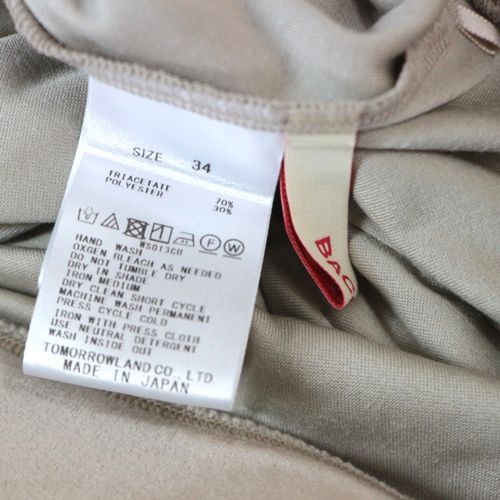 SIZE 34
TRIACETATE 70%
POLYESTER 30%
WS013CU
HAND WASH
OXGEN BLEACH AS NEEDED
DO NOT TUMBLE DRY
DRY IN SHADE
IRON MEDIUM
DRY CLEAN SHORT CYCLE
MACHINE WASH PERMANENT
PRESS CYCLE COLD
IRON WITH PRESS CLOTH
USE NEUTRAL DETERGENT
WASH INSIDE OUT
TOMORROWLAND CO., LTD.
MADE IN JAPAN
BAC